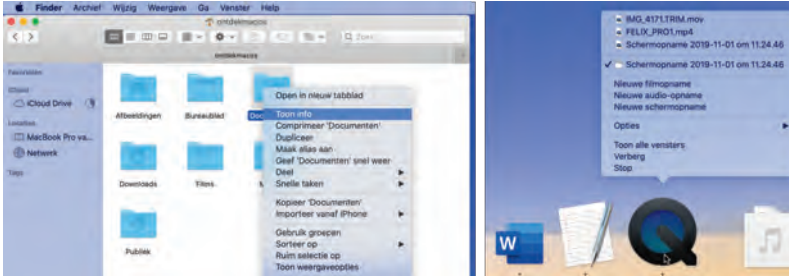 Finder Archief Wijzig Weergave Ga Venster Help
ontdekmacos
Zoek
ontdekmacos
Favorieten
iCloud
iCloud Drive
Locaties
MacBook Pro va...
Netwerk
Tags
Afbeeldingen
Bureaublad
Downloads
Films
Publiek
Open in nieuw tabblad
Toon info
Comprimeer 'Documenten'
Dupliceer
Maak alias aan
Geef 'Documenten' snel weer
Deel
Snelle taken
Kopieer 'Documenten'
Importeer vanaf iPhone
Gebruik groepen
Sorteer op
Ruim selectie op
Toon weergaveopties
IMG_4171.TRIM.mov
FELIX_PRO1.mp4
Schermopname 2019-11-01 om 11.24.46
✓ Schermopname 2019-11-01 om 11.24.46
Nieuwe filmopname
Nieuwe audio-opname
Nieuwe schermopname
Opties
Toon alle vensters
Verberg
Stop
W